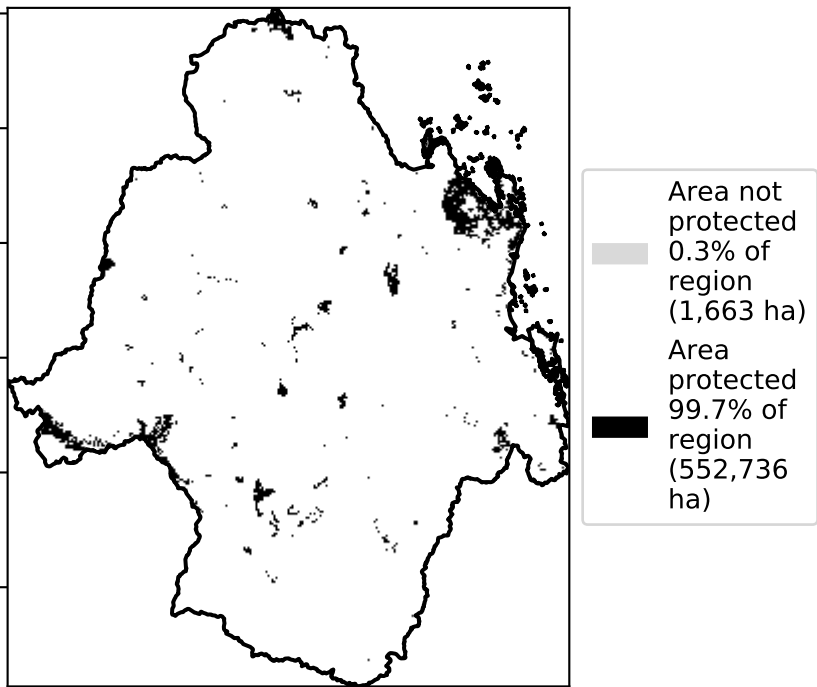 Area not
protected
0.3% of
region
(1,663 ha)
Area
protected
99.7% of
region
(552,736
ha)